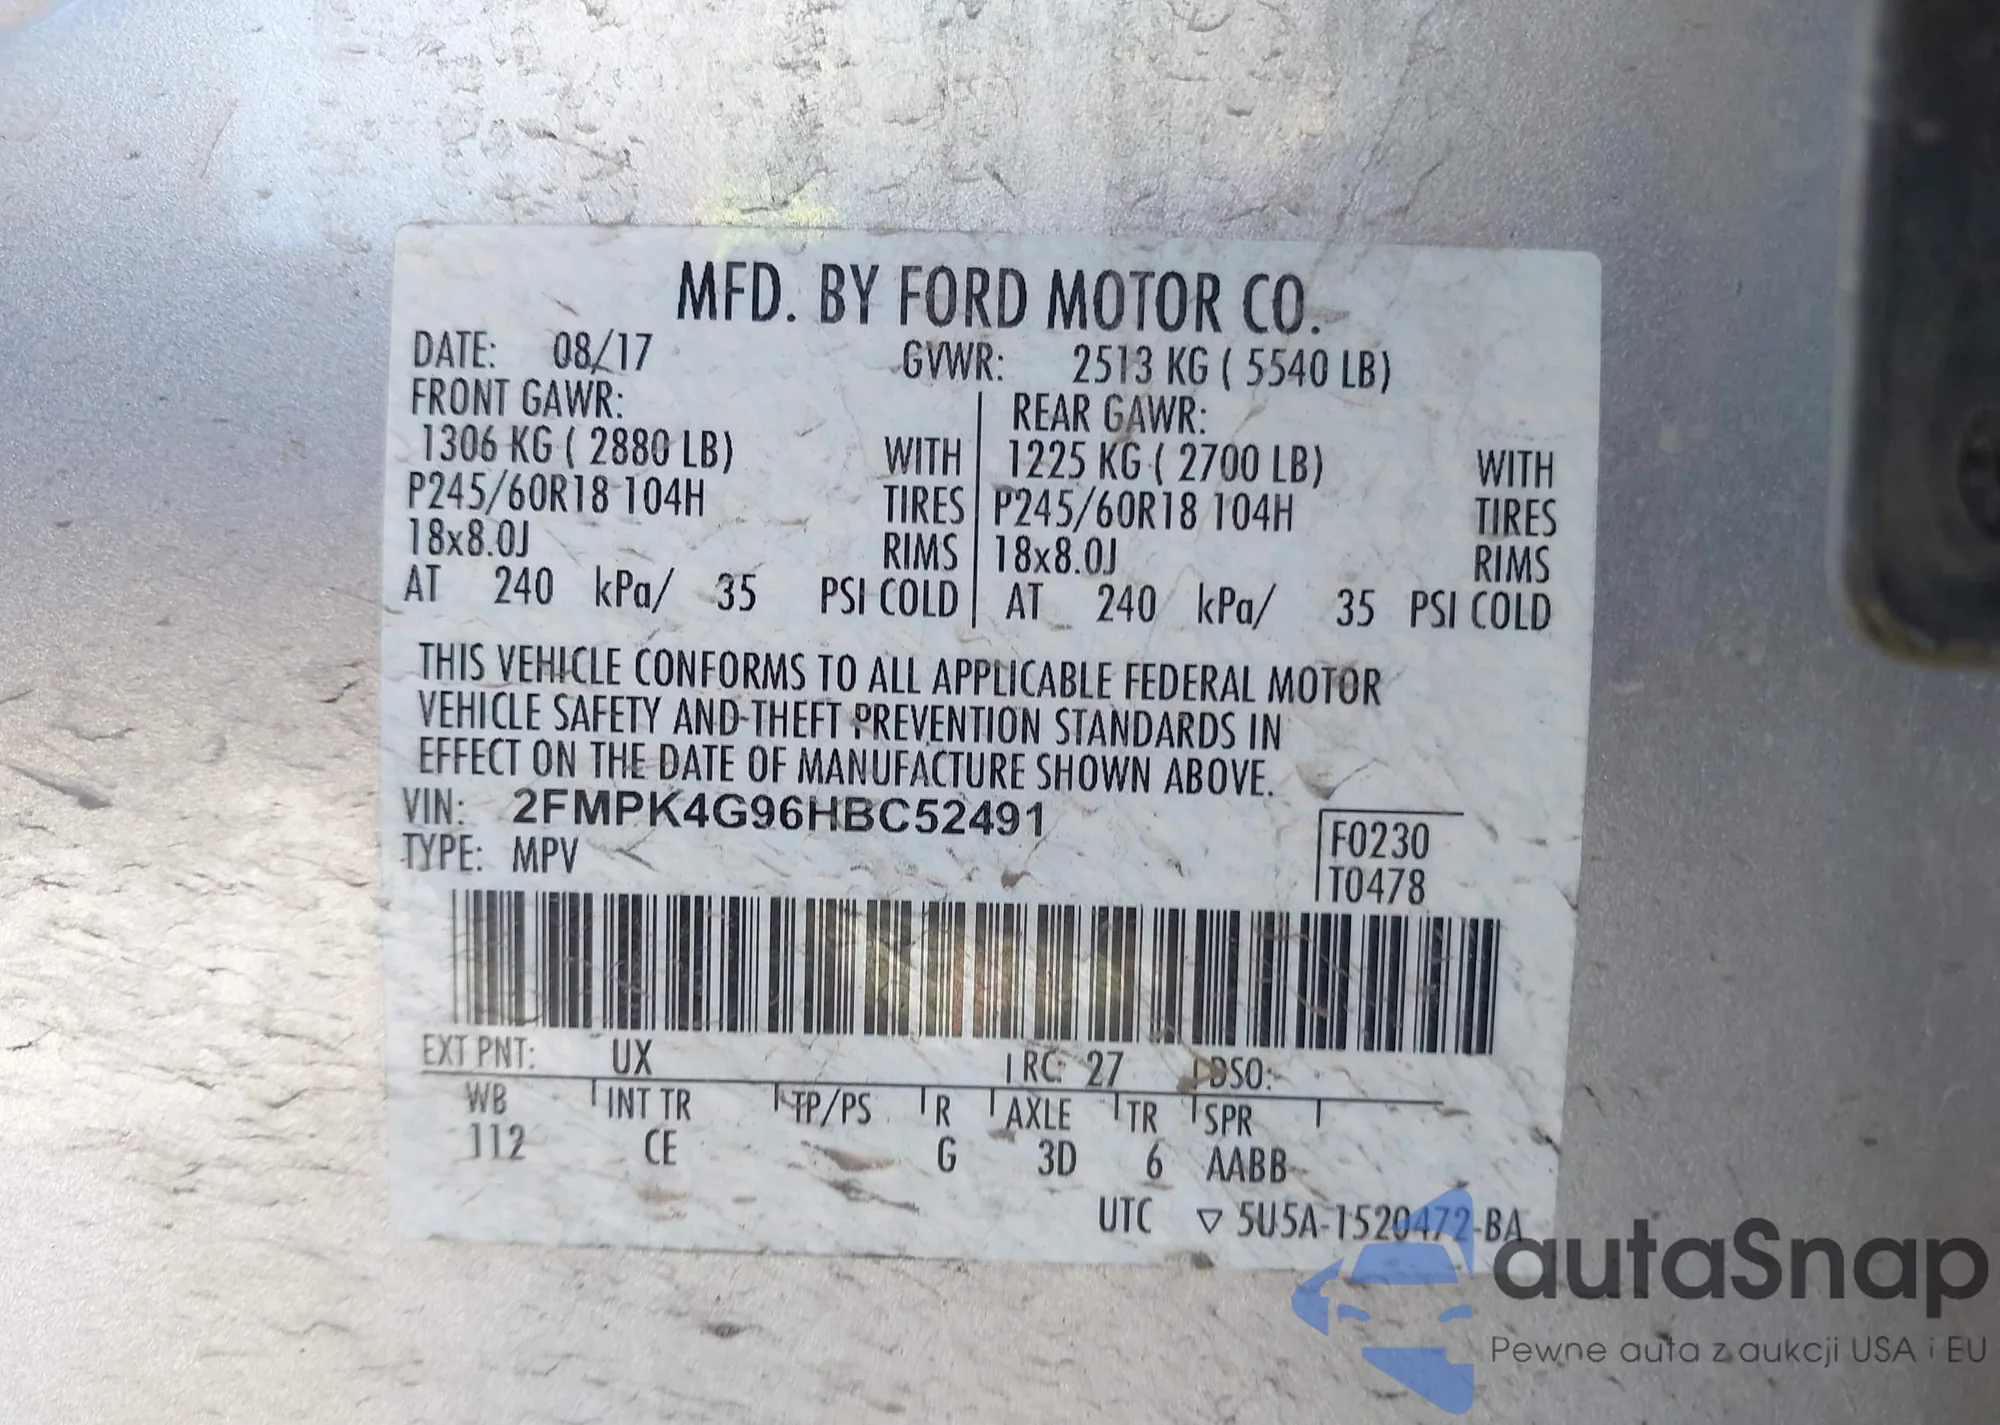 MFD. BY FORD MOTOR CO.
DATE: 08/17 GVWR: 2513 KG ( 5540 LB)
FRONT GAWR: REAR GAWR:
1306 KG ( 2880 LB) WITH 1225 KG ( 2700 LB) WITH
P245/60R18 104H TIRES P245/60R18 104H TIRES
18x8.0J RIMS 18x8.0J RIMS
AT 240 kPa/ 35 PSI COLD AT 240 kPa/ 35 PSI COLD
THIS VEHICLE CONFORMS TO ALL APPLICABLE FEDERAL MOTOR
VEHICLE SAFETY AND THEFT PREVENTION STANDARDS IN
EFFECT ON THE DATE OF MANUFACTURE SHOWN ABOVE.
VIN: 2FMPK4G96HBC52491
TYPE: MPV
F0230
T0478
EXT PNT: UX RC: 27 DSO:
WB INT TR TP/PS R AXLE TR SPR
112 CE G 3D 6 AABB
UTC ▽ 5U5A-1520472-BA
autaSnap
Pewne auta z aukcji USA i EU